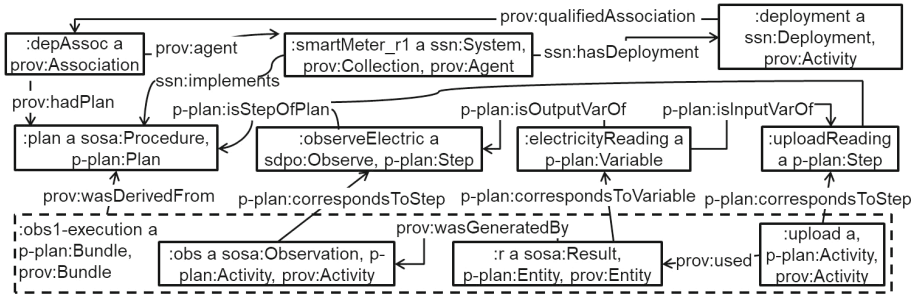 prov:qualifiedAssociation
:deployment a
ssn:Deployment,
prov:Activity
:depAssoc a
prov:Association
prov:agent
:smartMeter_r1 a ssn:System,
prov:Collection, prov:Agent
ssn:hasDeployment
ssn:implements
prov:hadPlan
p-plan:isStepOfPlan
p-plan:isOutputVarOf
p-plan:isInputVarOf
:plan a sosa:Procedure,
p-plan:Plan
:observeElectric a
sdpo:Observe, p-plan:Step
:electricityReading a
p-plan:Variable
:uploadReading
a p-plan:Step
prov:wasDerivedFrom
p-plan:correspondsToStep
p-plan:correspondsToVariable
p-plan:correspondsToStep
:obs1-execution a
p-plan:Bundle,
prov:Bundle
prov:wasGeneratedBy
:obs a sosa:Observation, p-
plan:Activity, prov:Activity
:r a sosa:Result,
p-plan:Entity, prov:Entity
prov:used
:upload a,
p-plan:Activity,
prov:Activity